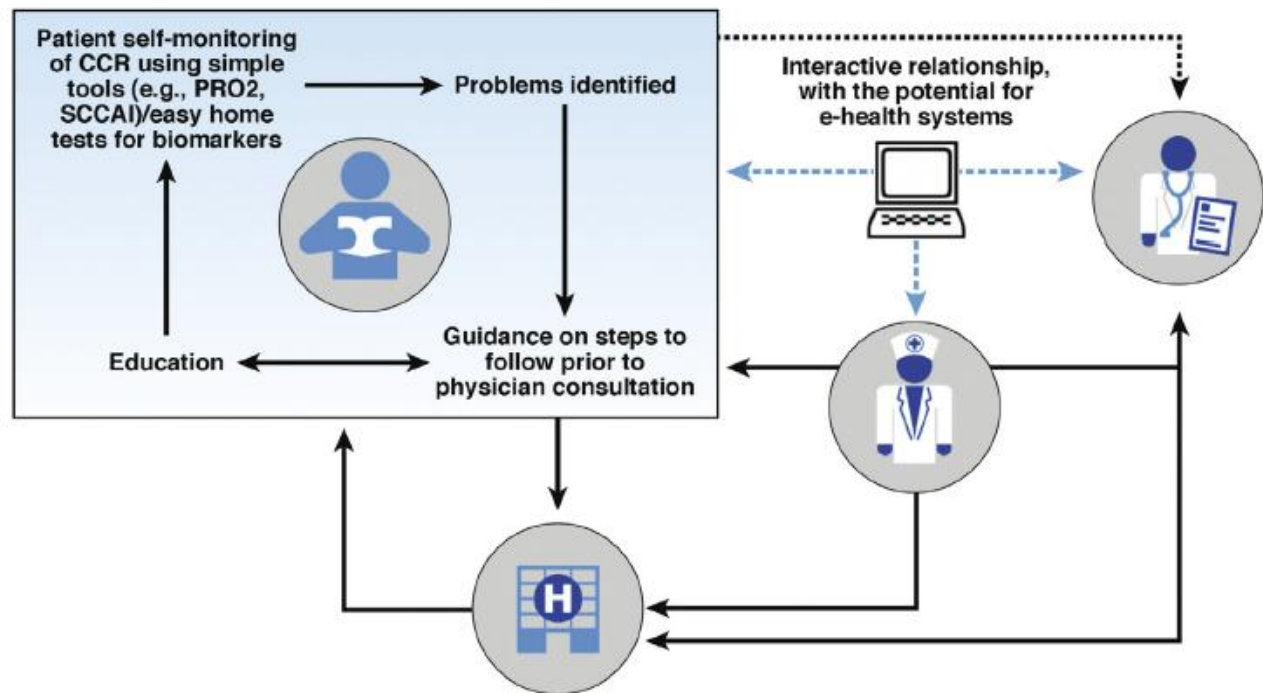 Patient self-monitoring
of CCR using simple
tools (e.g., PRO2,
SCCAI)/easy home
tests for biomarkers
Problems identified
Interactive relationship,
with the potential for
e-health systems
Education
Guidance on steps to
follow prior to
physician consultation
H